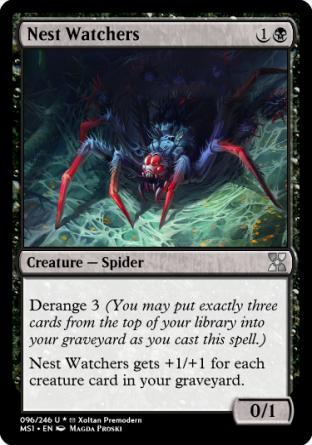 Nest Watchers 1
Creature — Spider
Derange 3 (You may put exactly three
cards from the top of your library into
your graveyard as you cast this spell.)
Nest Watchers gets +1/+1 for each
creature card in your graveyard.
0/1
096/246 U * Xoltan Premodern
MS1 • EN Magda Proski